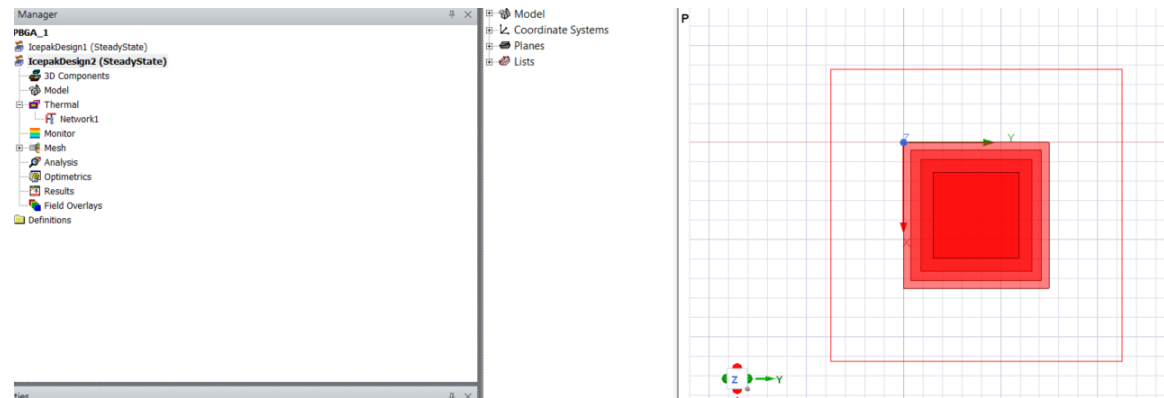 Manager
PBGA_1
IcepakDesign1 (SteadyState)
IcepakDesign2 (SteadyState)
3D Components
Model
Thermal
Network1
Monitor
Mesh
Analysis
Optimetrics
Results
Field Overlays
Definitions
ties
Model
Coordinate Systems
Planes
Lists
P
Z
Y
X
Z
Y